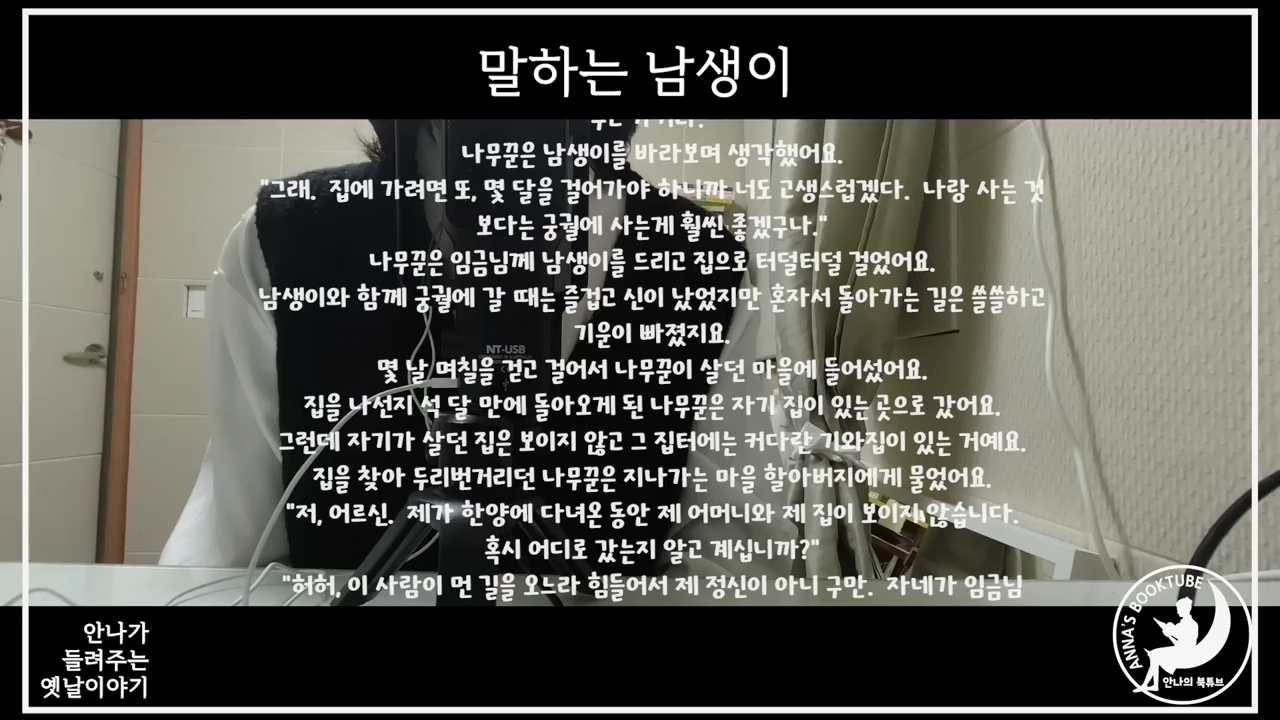 말하는 남생이
나무꾼은 남생이를 바라보며 생각했어요.
"그래.  집에 가려면 또, 몇 달을 걸어가야 하니까 너도 고생스럽겠다.  나랑 사는 것
보다는 궁궐에 사는게 훨씬 좋겠구나."
나무꾼은 임금님께 남생이를 드리고 집으로 터덜터덜 걸었어요.
남생이와 함께 궁궐에 갈 때는 즐겁고 신이 났었지만 혼자서 돌아가는 길은 쓸쓸하고
기운이 빠졌지요.
몇 날 며칠을 걷고 걸어서 나무꾼이 살던 마을에 들어섰어요.
집을 나선지 석 달 만에 돌아오게 된 나무꾼은 자기 집이 있는 곳으로 갔어요.
그런데 자기가 살던 집은 보이지 않고 그 집터에는 커다란 기와집이 있는 거예요.
집을 찾아 두리번거리던 나무꾼은 지나가는 마을 할아버지에게 물었어요.
"저, 어르신.  제가 한양에 다녀온 동안 제 어머니와 제 집이 보이지 않습니다.
혹시 어디로 갔는지 알고 계십니까?"
"허허, 이 사람이 먼 길을 오느라 힘들어서 제 정신이 아니 구만.  자네가 임금님
NT-USB
안나가
들려주는
옛날이야기
ANNA'S BOOKTUBE
안나의 북튜브